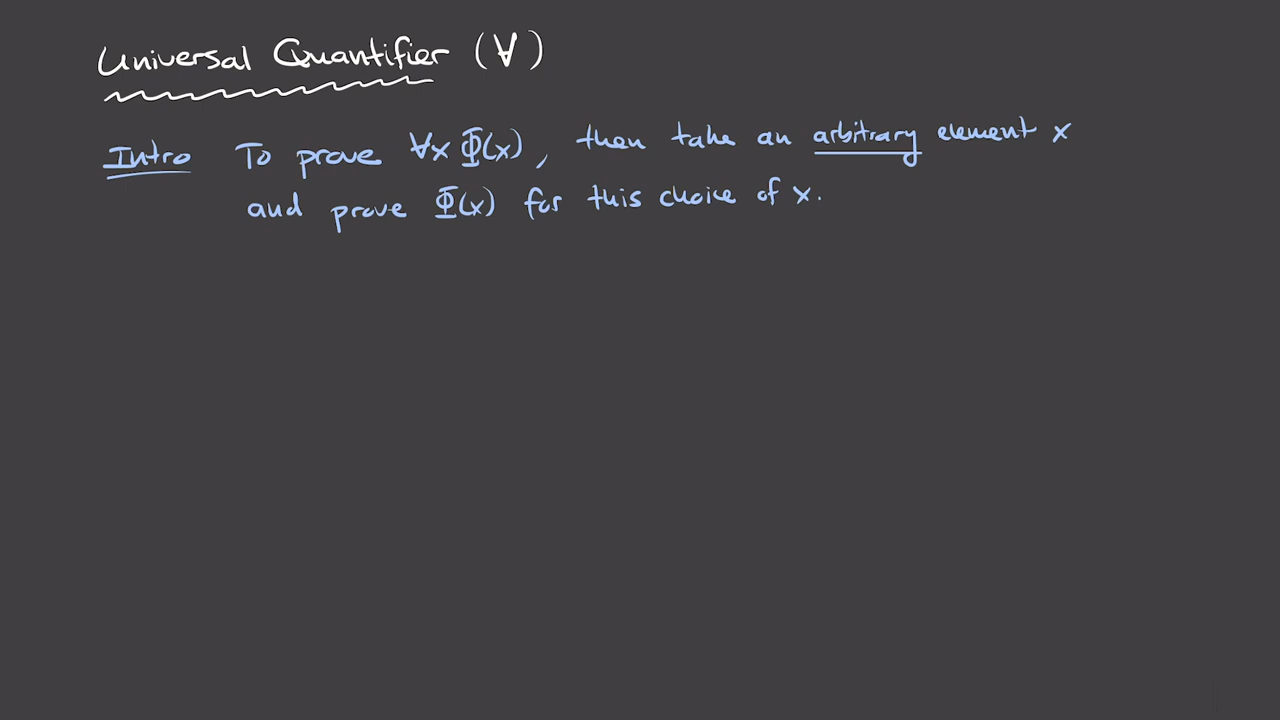 Universal Quantifier (∀)
Intro To prove ∀x Φ(x), then take an arbitrary element x
and prove Φ(x) for this choice of x.